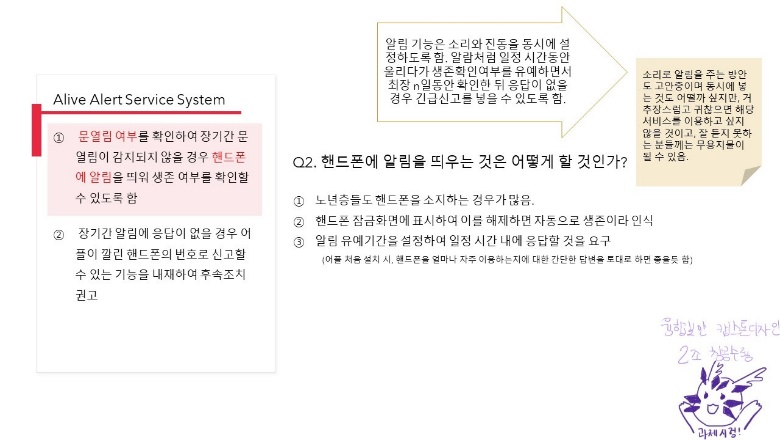 알림 기능은 소리와 진동을 동시에 설
정하도록 함. 알람처럼 일정 시간동안
울리다가 생존확인여부를 유예하면서
최장 n일동안 확인한 뒤 응답이 없을
경우 긴급신고를 넣을 수 있도록 함.
소리로 알림을 주는 방안
도 고안중이며 동시에 넣
는 것도 어떨까 싶지만, 거
추장스럽고 귀찮으면 해당
서비스를 이용하고 싶지
않을 것이고, 잘 듣지 못하
는 분들께는 무용지물이
될 수 있음.
Alive Alert Service System
① 문열림 여부를 확인하여 장기간 문
열림이 감지되지 않을 경우 핸드폰
에 알림을 띄워 생존 여부를 확인할
수 있도록 함
② 장기간 알림에 응답이 없을 경우 어
플이 깔린 핸드폰의 번호로 신고할
수 있는 기능을 내재하여 후속조치
권고
Q2. 핸드폰에 알림을 띄우는 것은 어떻게 할 것인가?
① 노년층들도 핸드폰을 소지하는 경우가 많음.
② 핸드폰 잠금화면에 표시하여 이를 해제하면 자동으로 생존이라 인식
③ 알림 유예기간을 설정하여 일정 시간 내에 응답할 것을 요구
(어플 처음 설치 시, 핸드폰을 얼마나 자주 이용하는지에 대한 간단한 답변을 토대로 하면 좋을듯 함)
융합보안 캡스톤디자인
2조
과제시렁!